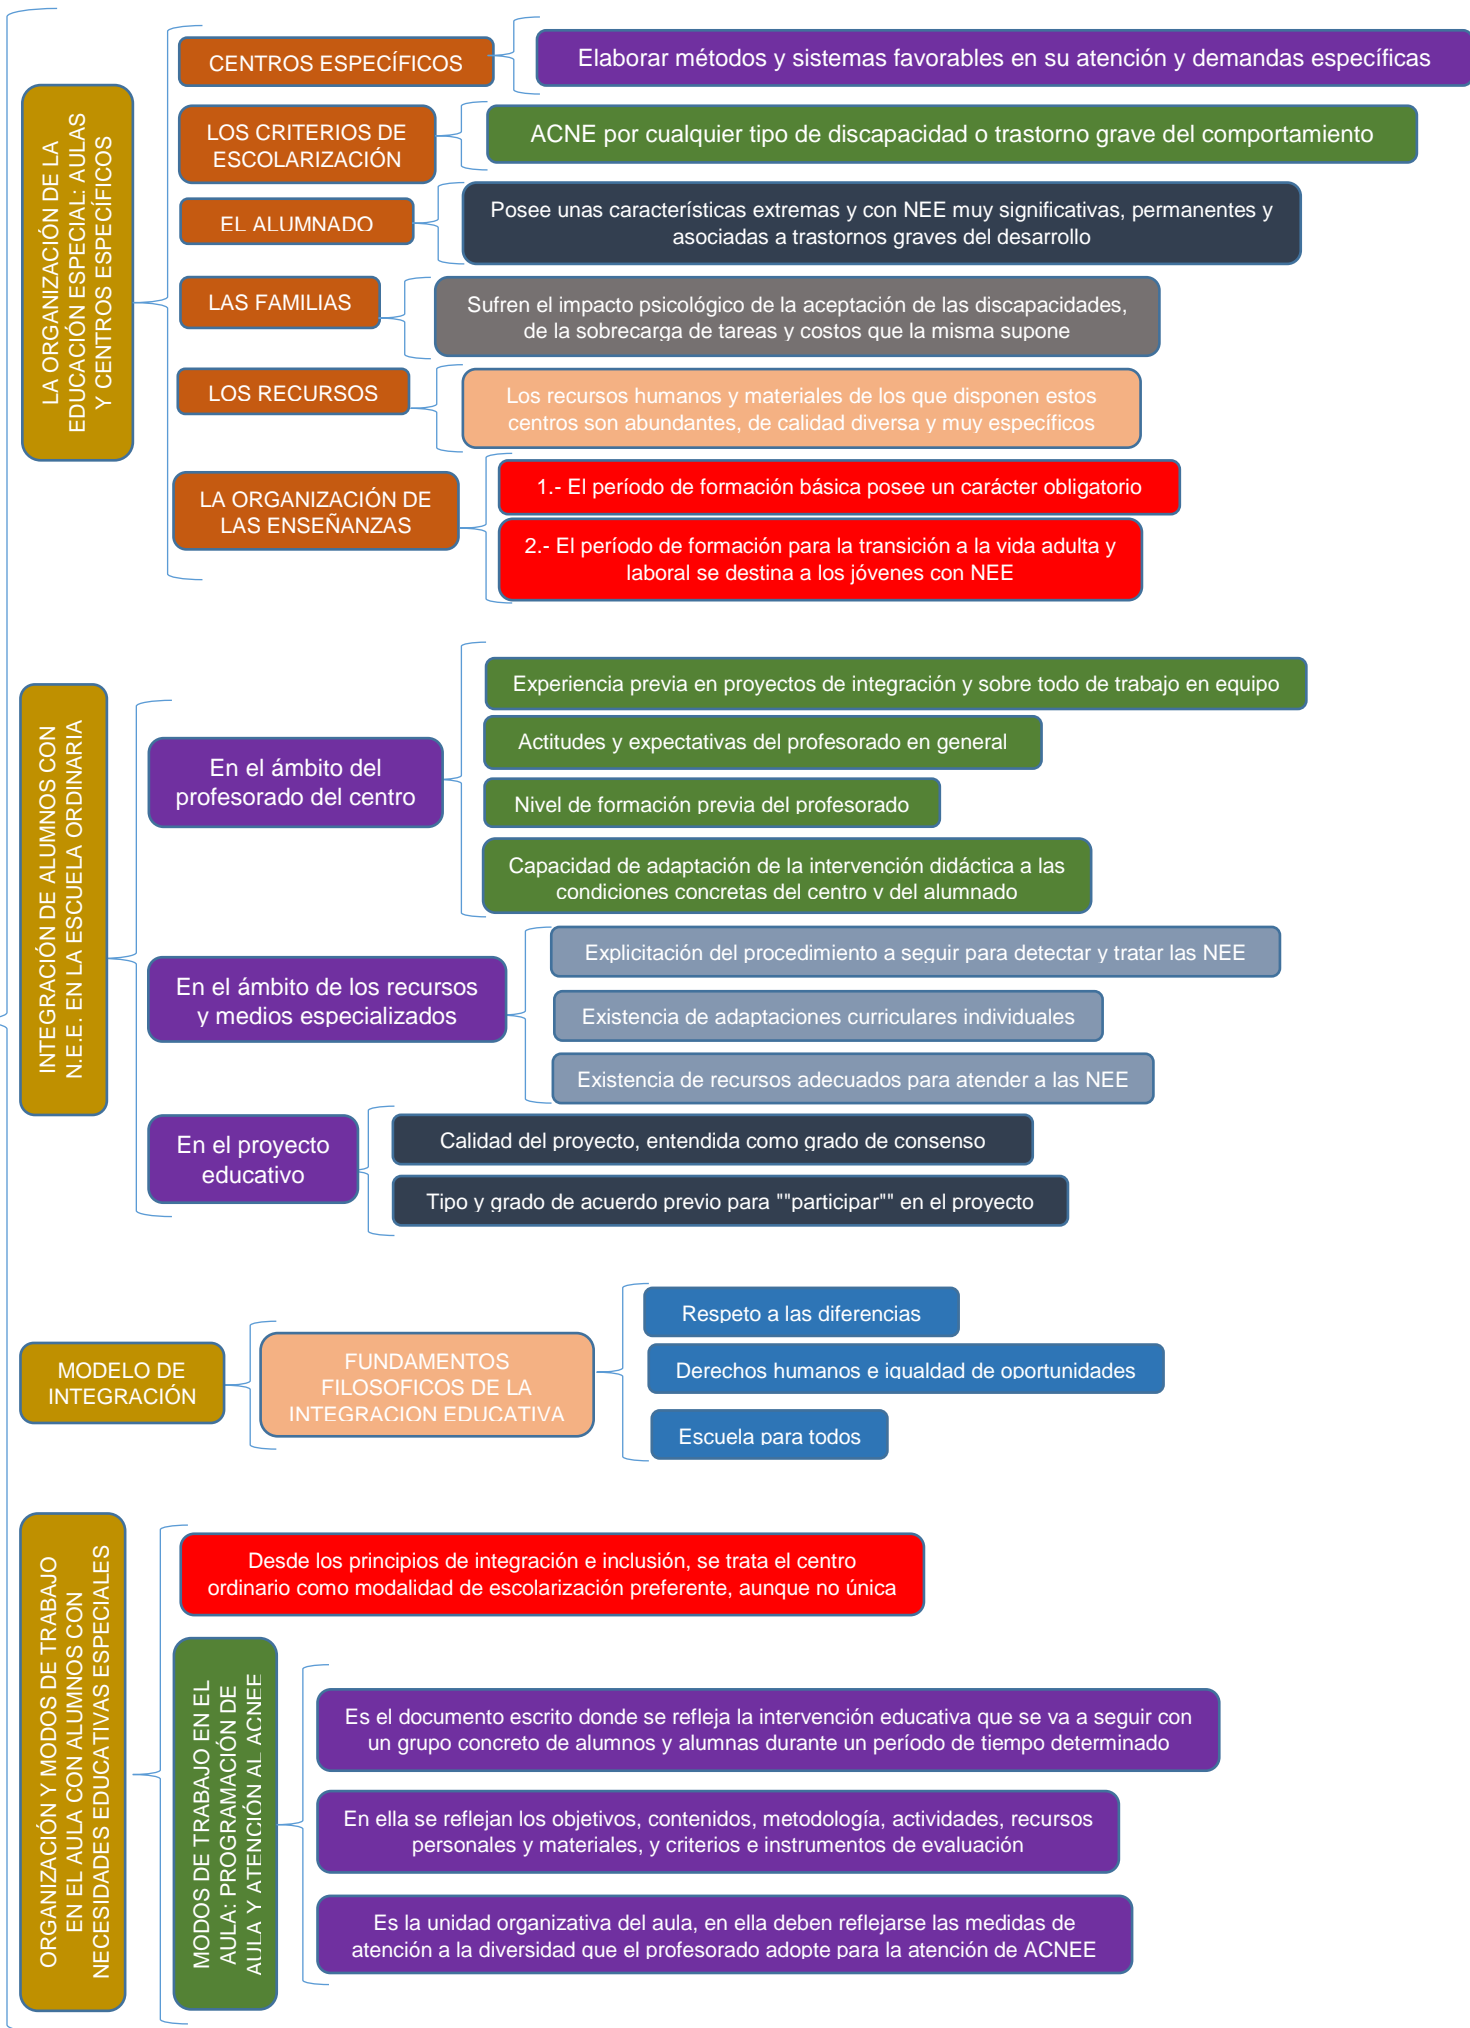 LA ORGANIZACIÓN DE LA
EDUCACIÓN ESPECIAL: AULAS
Y CENTROS ESPECÍFICOS
CENTROS ESPECÍFICOS
Elaborar métodos y sistemas favorables en su atención y demandas específicas
LOS CRITERIOS DE
ESCOLARIZACIÓN
ACNE por cualquier tipo de discapacidad o trastorno grave del comportamiento
EL ALUMNADO
Posee unas características extremas y con NEE muy significativas, permanentes y
asociadas a trastornos graves del desarrollo
LAS FAMILIAS
Sufren el impacto psicológico de la aceptación de las discapacidades,
de la sobrecarga de tareas y costos que la misma supone
LOS RECURSOS
Los recursos humanos y materiales de los que disponen estos
centros son abundantes, de calidad diversa y muy específicos
LA ORGANIZACIÓN DE
LAS ENSEÑANZAS
1.- El período de formación básica posee un carácter obligatorio
2.- El período de formación para la transición a la vida adulta y
laboral se destina a los jóvenes con NEE
INTEGRACIÓN DE ALUMNOS CON
N.E.E. EN LA ESCUELA ORDINARIA
En el ámbito del
profesorado del centro
Experiencia previa en proyectos de integración y sobre todo de trabajo en equipo
Actitudes y expectativas del profesorado en general
Nivel de formación previa del profesorado
Capacidad de adaptación de la intervención didáctica a las
condiciones concretas del centro y del alumnado
En el ámbito de los recursos
y medios especializados
Explicitación del procedimiento a seguir para detectar y tratar las NEE
Existencia de adaptaciones curriculares individuales
Existencia de recursos adecuados para atender a las NEE
En el proyecto
educativo
Calidad del proyecto, entendida como grado de consenso
Tipo y grado de acuerdo previo para ""participar"" en el proyecto
MODELO DE
INTEGRACIÓN
FUNDAMENTOS
FILOSOFICOS DE LA
INTEGRACION EDUCATIVA
Respeto a las diferencias
Derechos humanos e igualdad de oportunidades
Escuela para todos
ORGANIZACIÓN Y MODOS DE TRABAJO
EN EL AULA CON ALUMNOS CON
NECESIDADES EDUCATIVAS ESPECIALES
Desde los principios de integración e inclusión, se trata el centro
ordinario como modalidad de escolarización preferente, aunque no única
MODOS DE TRABAJO EN EL
AULA: PROGRAMACIÓN DE
AULA Y ATENCIÓN AL ACNEE
Es el documento escrito donde se refleja la intervención educativa que se va a seguir con
un grupo concreto de alumnos y alumnas durante un período de tiempo determinado
En ella se reflejan los objetivos, contenidos, metodología, actividades, recursos
personales y materiales, y criterios e instrumentos de evaluación
Es la unidad organizativa del aula, en ella deben reflejarse las medidas de
atención a la diversidad que el profesorado adopte para la atención de ACNEE